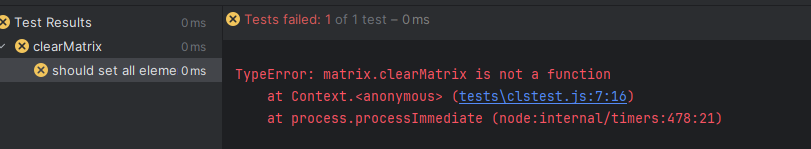 Test Results 0 ms
clearMatrix 0 ms
should set all eleme 0 ms
Tests failed: 1 of 1 test – 0 ms
TypeError: matrix.clearMatrix is not a function
at Context.<anonymous> (tests\clstest.js:7:16)
at process.processImmediate (node:internal/timers:478:21)